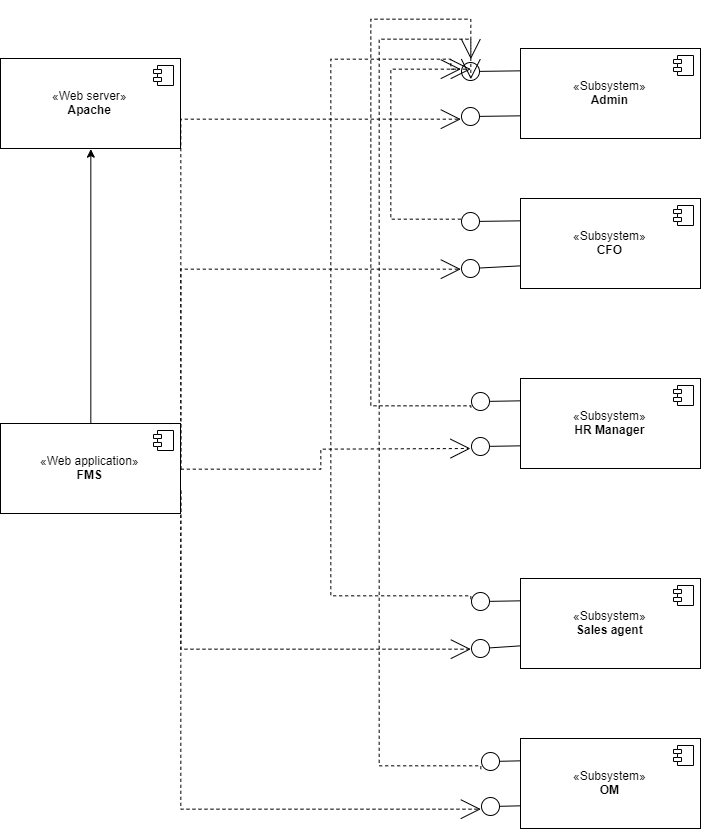 «Web server»
Apache
«Subsystem»
Admin
«Subsystem»
CFO
«Subsystem»
HR Manager
«Web application»
FMS
«Subsystem»
Sales agent
«Subsystem»
OM